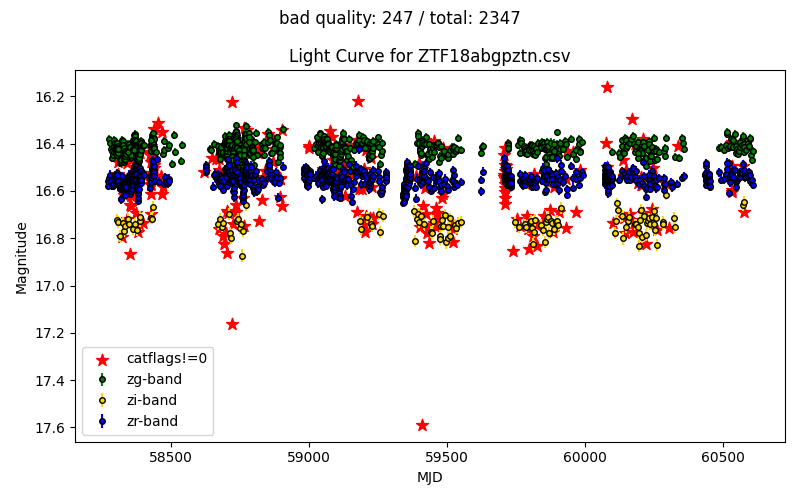 bad quality: 247 / total: 2347
Light Curve for ZTF18abgpztn.csv
16.2
16.4
16.6
16.8
17.0
17.2
17.4
17.6
Magnitude
catflags!=0
zg-band
zi-band
zr-band
58500
59000
59500
60000
60500
MJD